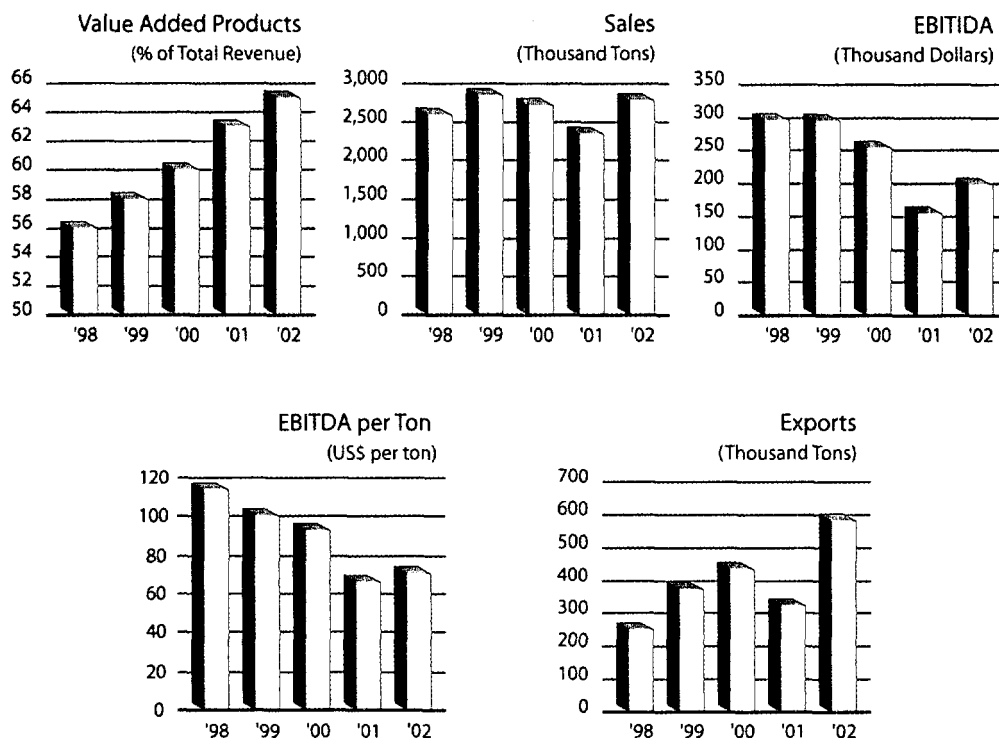 Value Added Products
(% of Total Revenue)
66
64
62
60
58
56
54
52
50
'98 '99 '00 '01 '02
Sales
(Thousand Tons)
3,000
2,500
2,000
1,500
1,000
500
0
'98 '99 '00 '01 '02
EBITIDA
(Thousand Dollars)
350
300
250
200
150
100
50
0
'98 '99 '00 '01 '02
EBITDA per Ton
(US$ per ton)
120
100
80
60
40
20
0
'98 '99 '00 '01 '02
Exports
(Thousand Tons)
700
600
500
400
300
200
100
0
'98 '99 '00 '01 '02